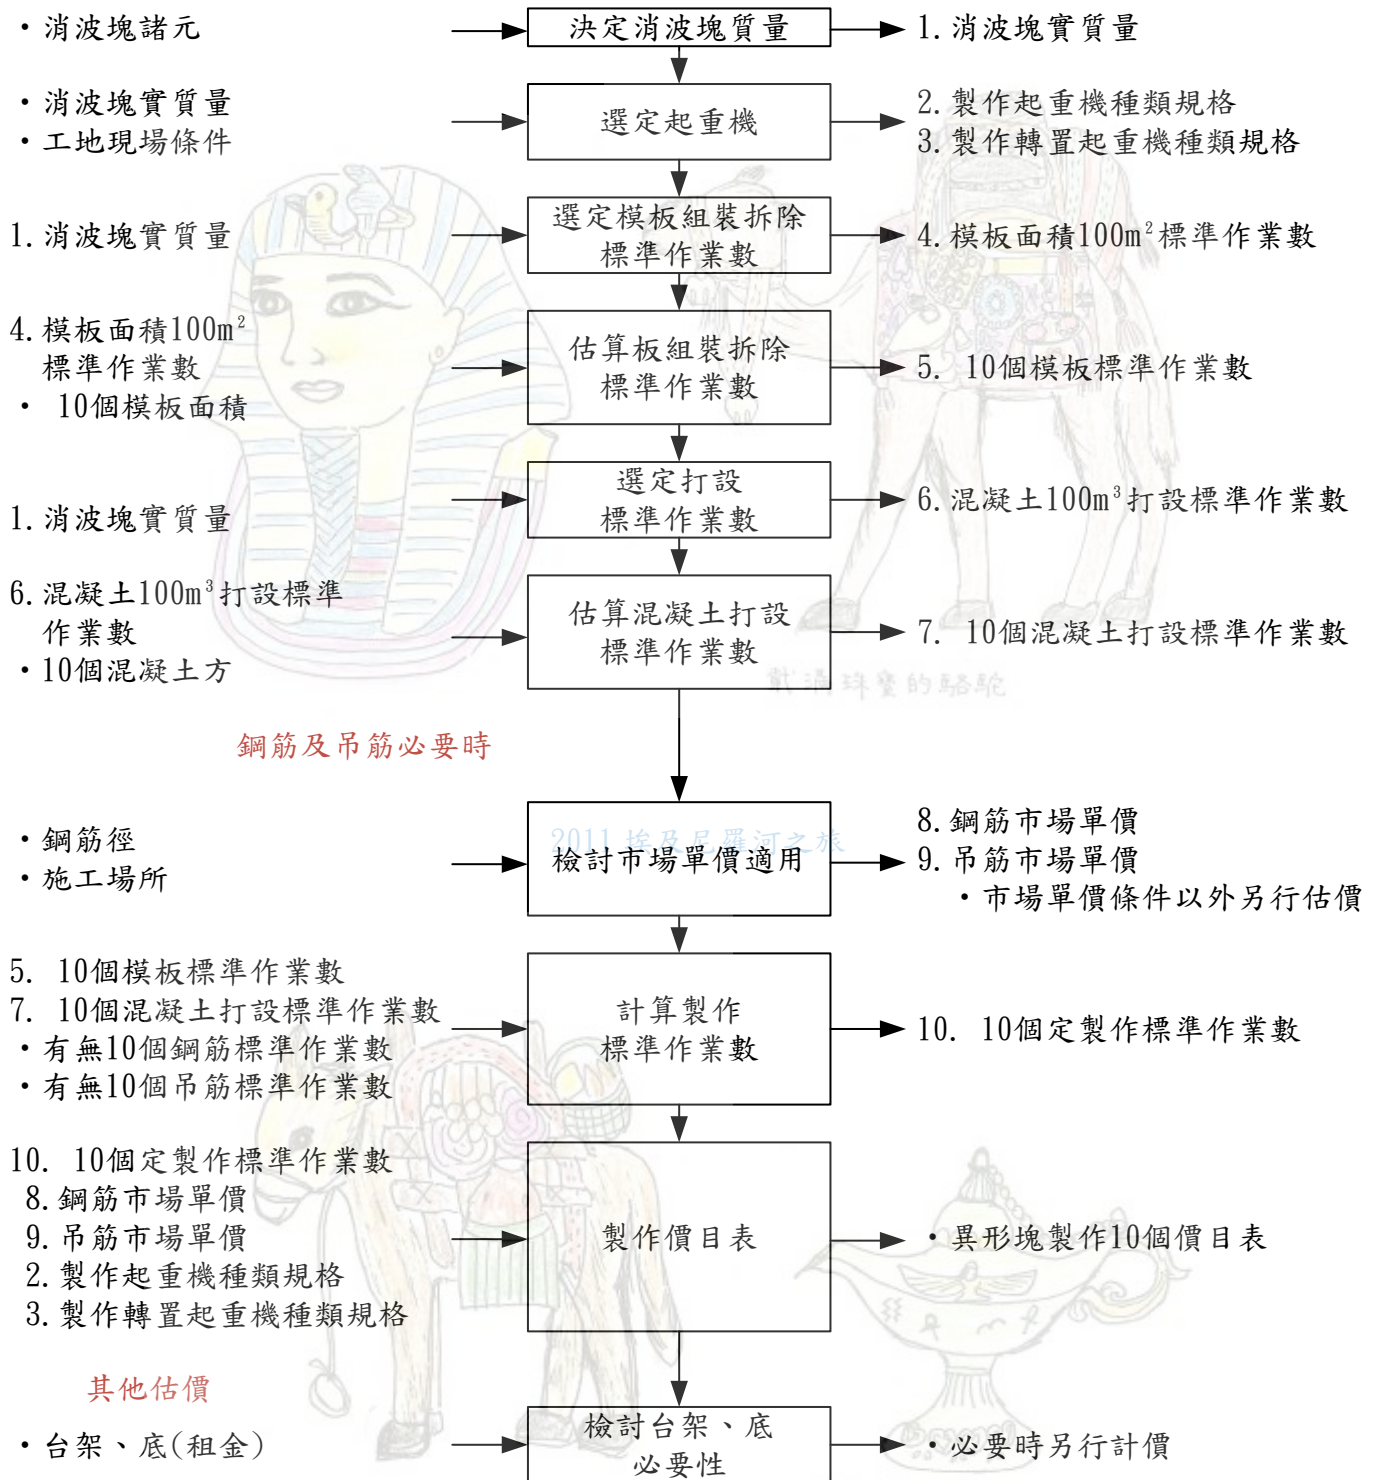 ・消波塊諸元
決定消波塊質量
1.消波塊實質量
・消波塊實質量
・工地現場條件
選定起重機
2.製作起重機種類規格
3.製作轉置起重機種類規格
1.消波塊實質量
選定模板組裝拆除
標準作業數
4.模板面積100m²標準作業數
4.模板面積100m²
標準作業數
・ 10個模板面積
估算板組裝拆除
標準作業數
5. 10個模板標準作業數
1.消波塊實質量
選定打設
標準作業數
6.混凝土100m³打設標準作業數
6.混凝土100m³打設標準
作業數
・10個混凝土方
估算混凝土打設
標準作業數
7. 10個混凝土打設標準作業數
戴滿珠寶的駱駝
鋼筋及吊筋必要時
・鋼筋徑
・施工場所
2011 埃及尼羅河之旅
檢討市場單價適用
8.鋼筋市場單價
9.吊筋市場單價
・市場單價條件以外另行估價
5. 10個模板標準作業數
7. 10個混凝土打設標準作業數
・有無10個鋼筋標準作業數
・有無10個吊筋標準作業數
計算製作
標準作業數
10. 10個定製作標準作業數
10. 10個定製作標準作業數
8.鋼筋市場單價
9.吊筋市場單價
2.製作起重機種類規格
3.製作轉置起重機種類規格
製作價目表
・異形塊製作10個價目表
其他估價
・台架、底(租金)
檢討台架、底
必要性
・必要時另行計價